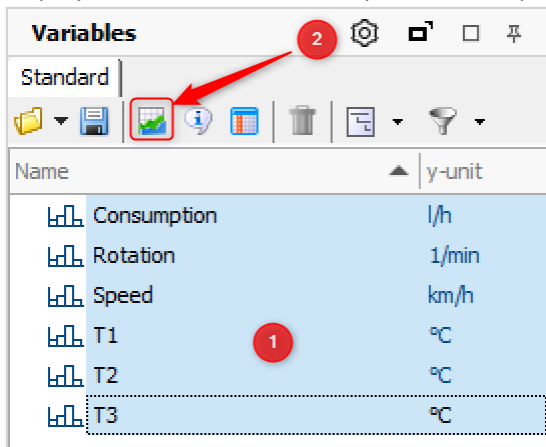 Variables
2
Standard
Name y-unit
Consumption l/h
Rotation 1/min
Speed km/h
T1 °C
1
T2 °C
T3 °C